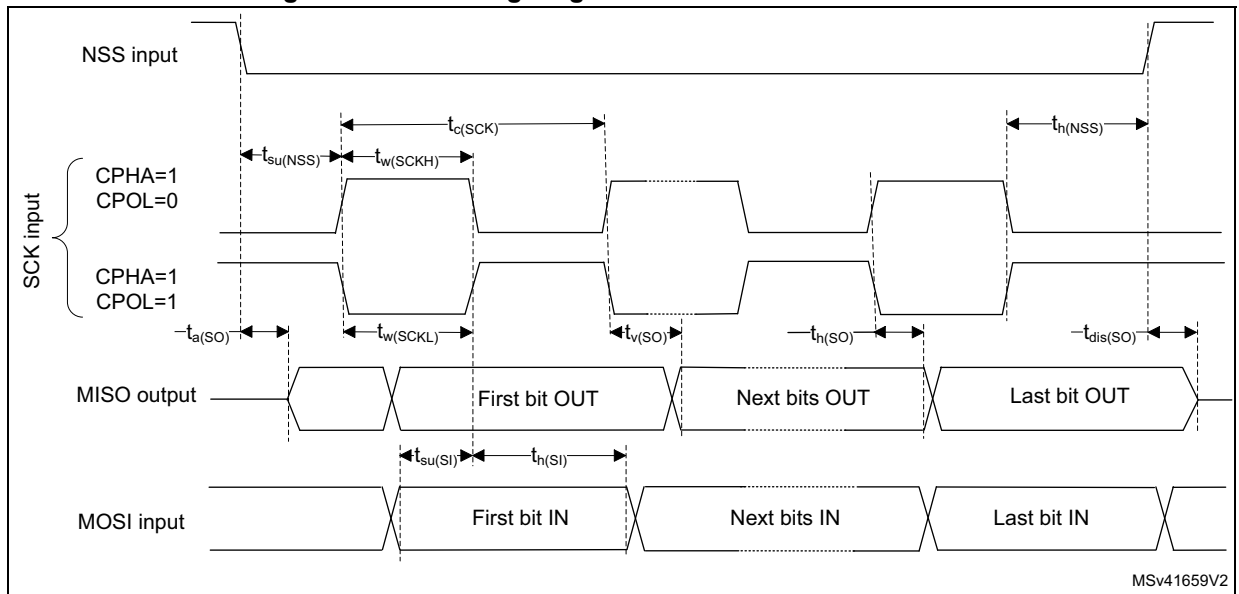 NSS input
tc(SCK)
th(NSS)
tsu(NSS)
tw(SCKH)
CPHA=1
CPOL=0
SCK input
CPHA=1
CPOL=1
ta(SO)
tw(SCKL)
tv(SO)
th(SO)
tdis(SO)
MISO output
First bit OUT
Next bits OUT
Last bit OUT
tsu(SI)
th(SI)
MOSI input
First bit IN
Next bits IN
Last bit IN
MSv41659V2